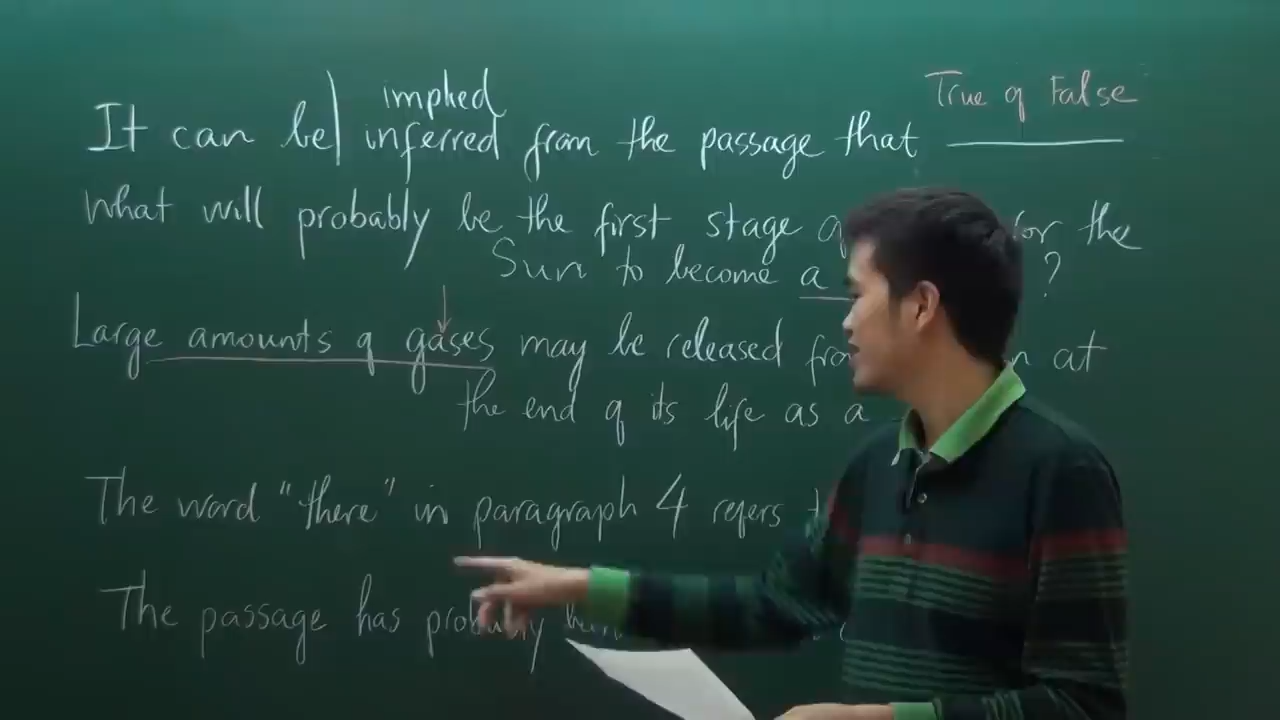 implied True of False
It can be inferred from the passage that
what will probably be the first stage for the
Sun to become a ?
Large amounts of gases may be released at
the end of its life as a
The word "there" in paragraph 4 refers
The passage has probably